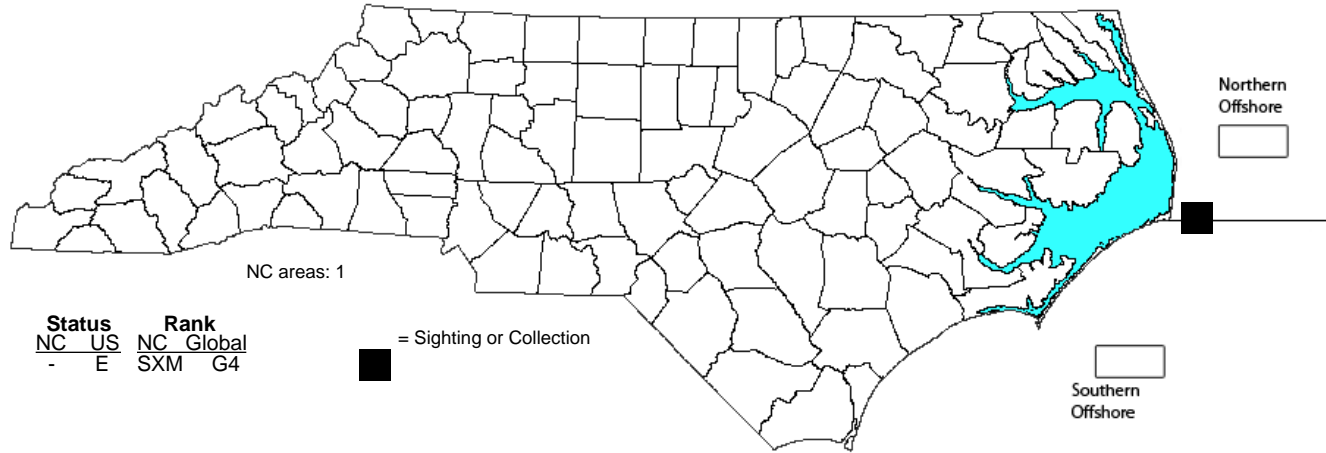 Northern
Offshore
NC areas: 1
Status Rank
NC US NC Global
- E SXM G4
= Sighting or Collection
Southern
Offshore